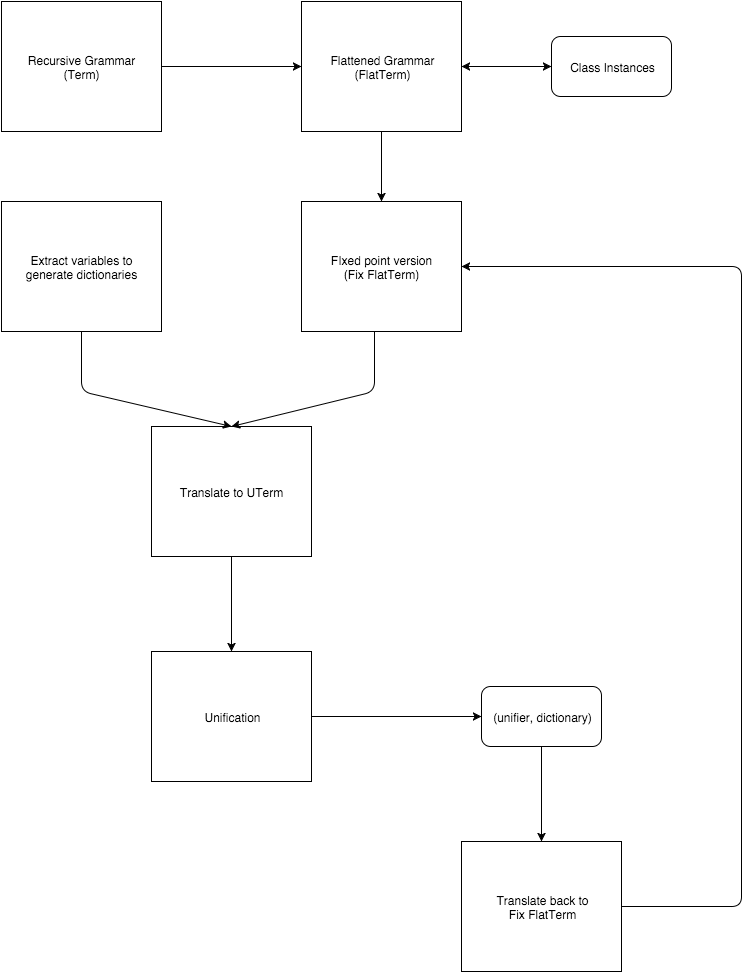 Recursive Grammar
(Term)
Flattened Grammar
(FlatTerm)
Class Instances
Extract variables to
generate dictionaries
FIxed point version
(Fix FlatTerm)
Translate to UTerm
Unification
(unifier, dictionary)
Translate back to
Fix FlatTerm